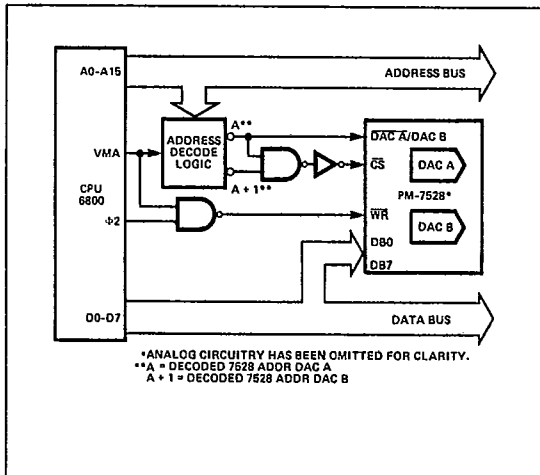 A0–A15
ADDRESS BUS
A**
ADDRESS
DECODE
LOGIC
VMA
A + 1**
DAC A/DAC B
CS
DAC A
PM-7528*
CPU
6800
Φ2
WR
DAC B
DB0
DB7
D0–D7
DATA BUS
*ANALOG CIRCUITRY HAS BEEN OMITTED FOR CLARITY.
**A = DECODED 7628 ADDR DAC A
A + 1 = DECODED 7528 ADDR DAC B